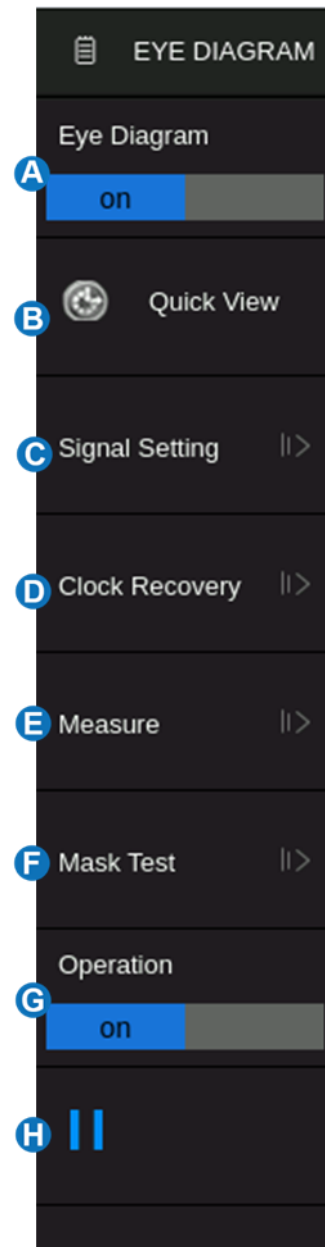 EYE DIAGRAM
Eye Diagram
A
on
B
Quick View
C
Signal Setting
D
Clock Recovery
E
Measure
F
Mask Test
Operation
G
on
H